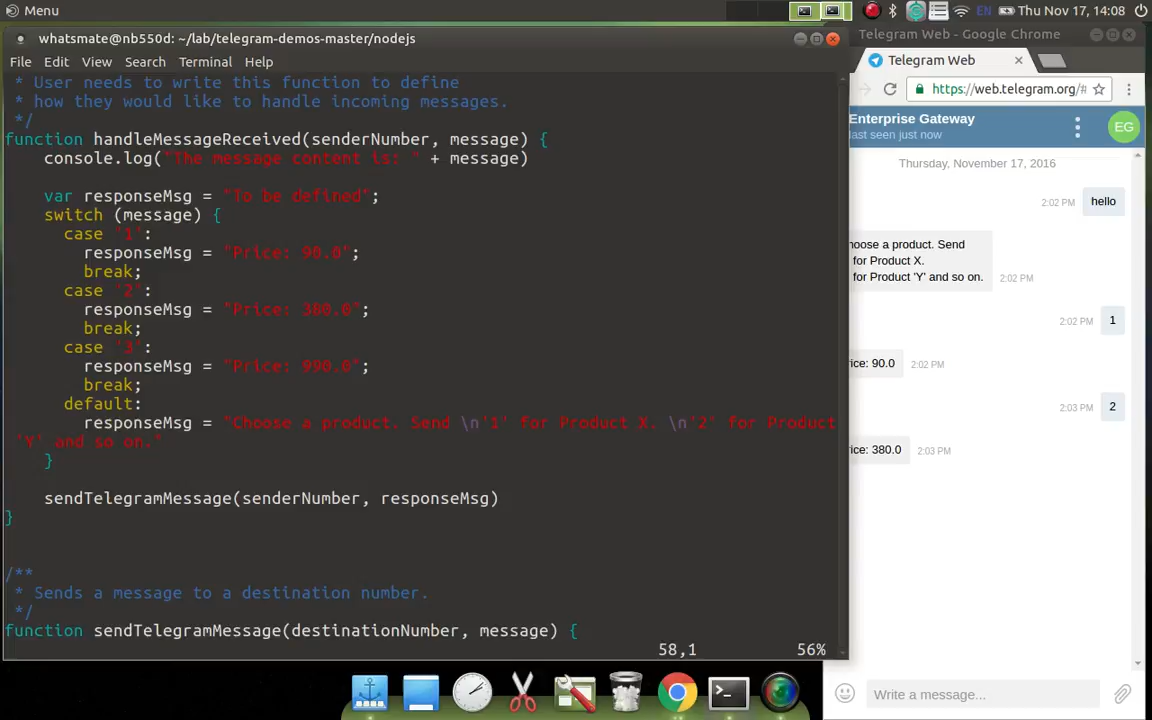 Menu
EN
Thu Nov 17, 14:08
whatsmate@nb550d: ~/lab/telegram-demos-master/nodejs
File Edit View Search Terminal Help
* User needs to write this function to define
* how they would like to handle incoming messages.
*/
function handleMessageReceived(senderNumber, message) {
console.log("The message content is: " + message)
var responseMsg = "To be defined";
switch (message) {
case '1':
responseMsg = "Price: 90.0";
break;
case '2':
responseMsg = "Price: 380.0";
break;
case '3':
responseMsg = "Price: 990.0";
break;
default:
responseMsg = "Choose a product. Send \n'1' for Product X. \n'2' for Product
'Y' and so on."
}
sendTelegramMessage(senderNumber, responseMsg)
}
/**
* Sends a message to a destination number.
*/
function sendTelegramMessage(destinationNumber, message) {
58,1 56%
Telegram Web - Google Chrome
Telegram Web
https://web.telegram.org/#
Enterprise Gateway
last seen just now
EG
Thursday, November 17, 2016
2:02 PM hello
hoose a product. Send
for Product X.
for Product 'Y' and so on. 2:02 PM
2:02 PM 1
rice: 90.0 2:02 PM
2:03 PM 2
rice: 380.0 2:03 PM
Write a message...